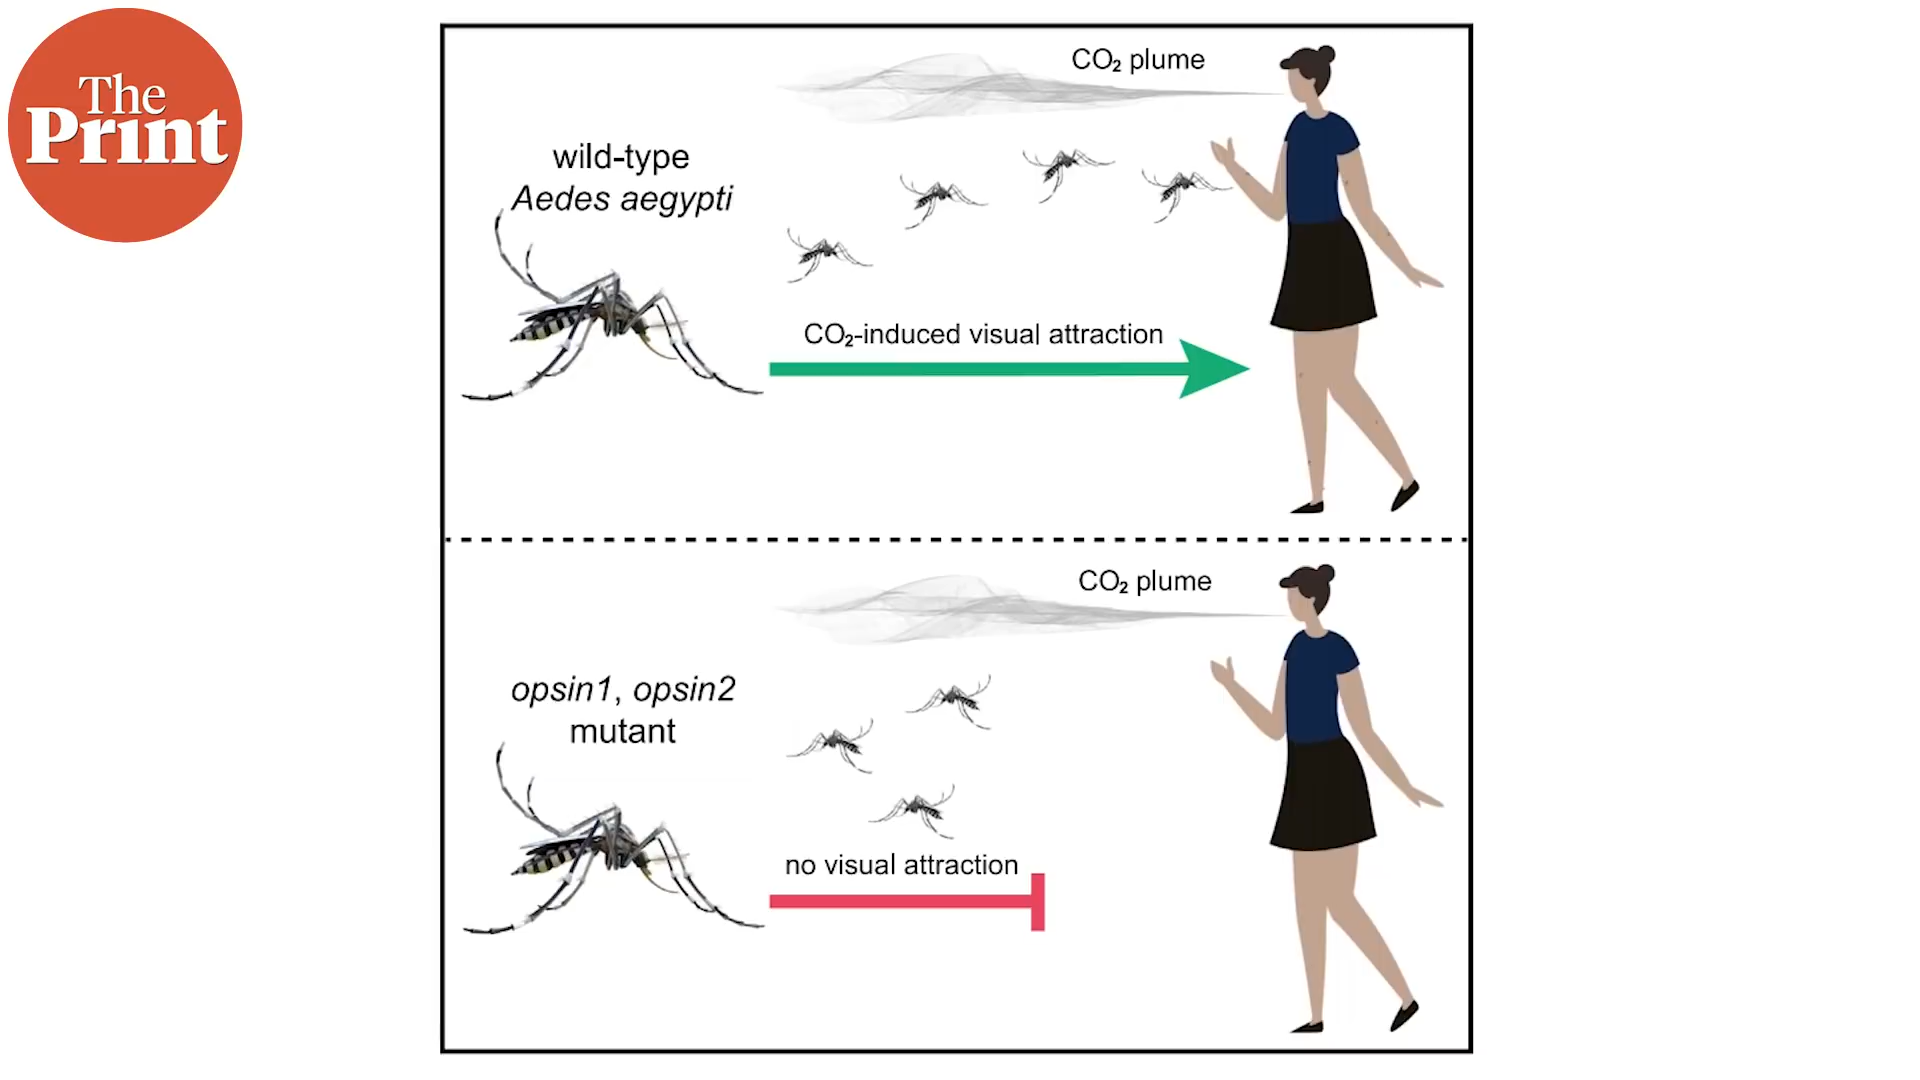 The
Print
CO₂ plume
wild-type
Aedes aegypti
CO₂-induced visual attraction
CO₂ plume
opsin1, opsin2
mutant
no visual attraction